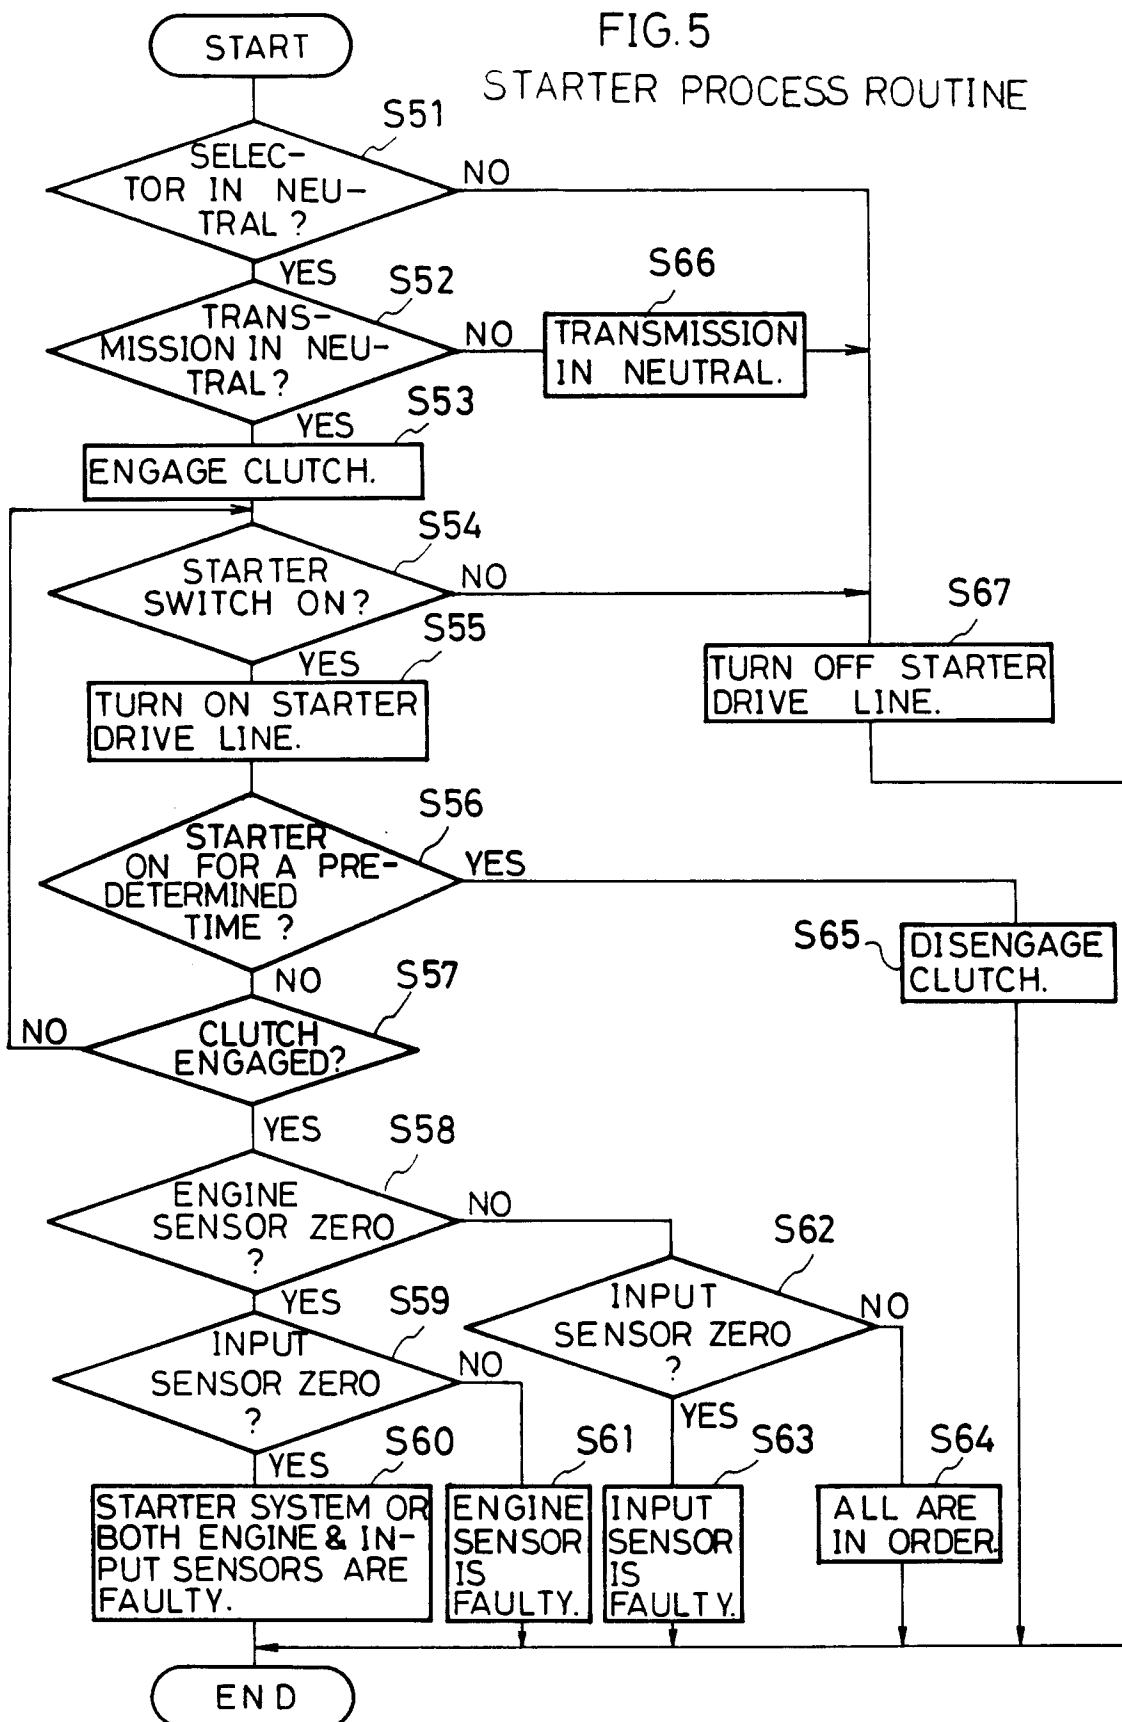 START
FIG.5
STARTER PROCESS ROUTINE
S51
SELEC-
TOR IN NEU-
TRAL?
NO
YES
S52
TRANS-
MISSION IN NEU-
TRAL?
NO
S66
TRANSMISSION
IN NEUTRAL.
YES
S53
ENGAGE CLUTCH.
S54
STARTER
SWITCH ON?
NO
YES
S55
TURN ON STARTER
DRIVE LINE.
S67
TURN OFF STARTER
DRIVE LINE.
S56
STARTER
ON FOR A PRE-
DETERMINED
TIME ?
YES
S65
DISENGAGE
CLUTCH.
NO
S57
CLUTCH
ENGAGED?
NO
YES
S58
ENGINE
SENSOR ZERO
?
NO
YES
S62
INPUT
SENSOR ZERO
?
NO
YES
S59
INPUT
SENSOR ZERO
?
NO
YES
S60
STARTER SYSTEM OR
BOTH ENGINE & IN-
PUT SENSORS ARE
FAULTY.
S61
ENGINE
SENSOR
IS
FAULTY.
S63
INPUT
SENSOR
IS
FAULTY.
S64
ALL ARE
IN ORDER.
END